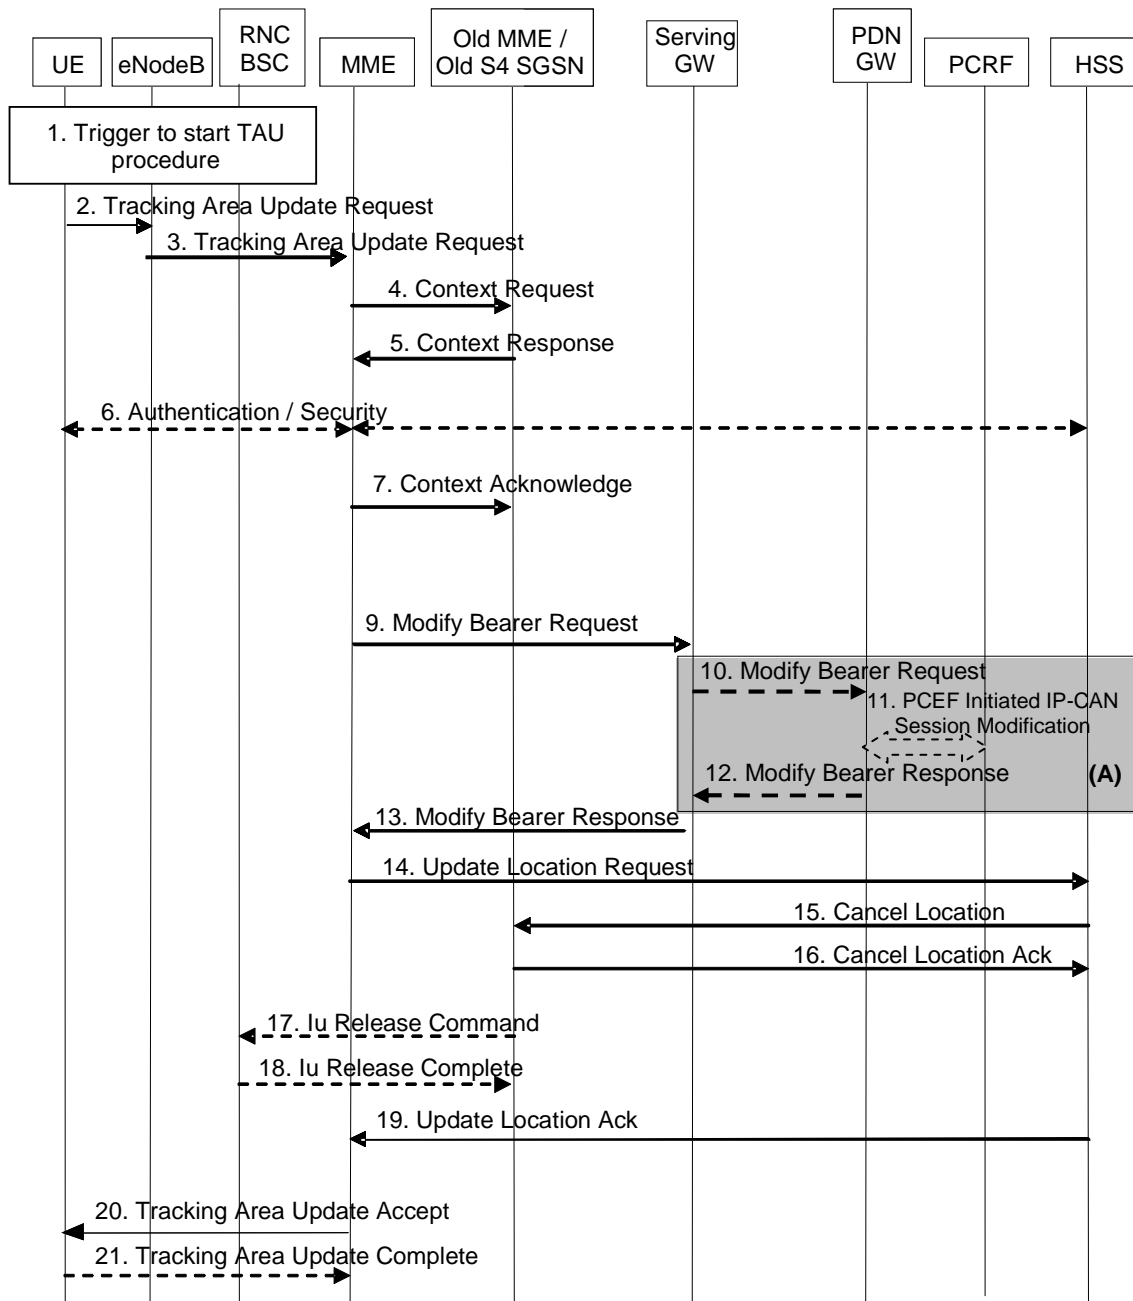 UE
eNodeB
RNC
BSC
MME
Old MME /
Old S4 SGSN
Serving
GW
PDN
GW
PCRF
HSS
1. Trigger to start TAU
procedure
2. Tracking Area Update Request
3. Tracking Area Update Request
4. Context Request
5. Context Response
6. Authentication / Security
7. Context Acknowledge
9. Modify Bearer Request
10. Modify Bearer Request
11. PCEF Initiated IP-CAN
Session Modification
12. Modify Bearer Response
(A)
13. Modify Bearer Response
14. Update Location Request
15. Cancel Location
16. Cancel Location Ack
17. Iu Release Command
18. Iu Release Complete
19. Update Location Ack
20. Tracking Area Update Accept
21. Tracking Area Update Complete